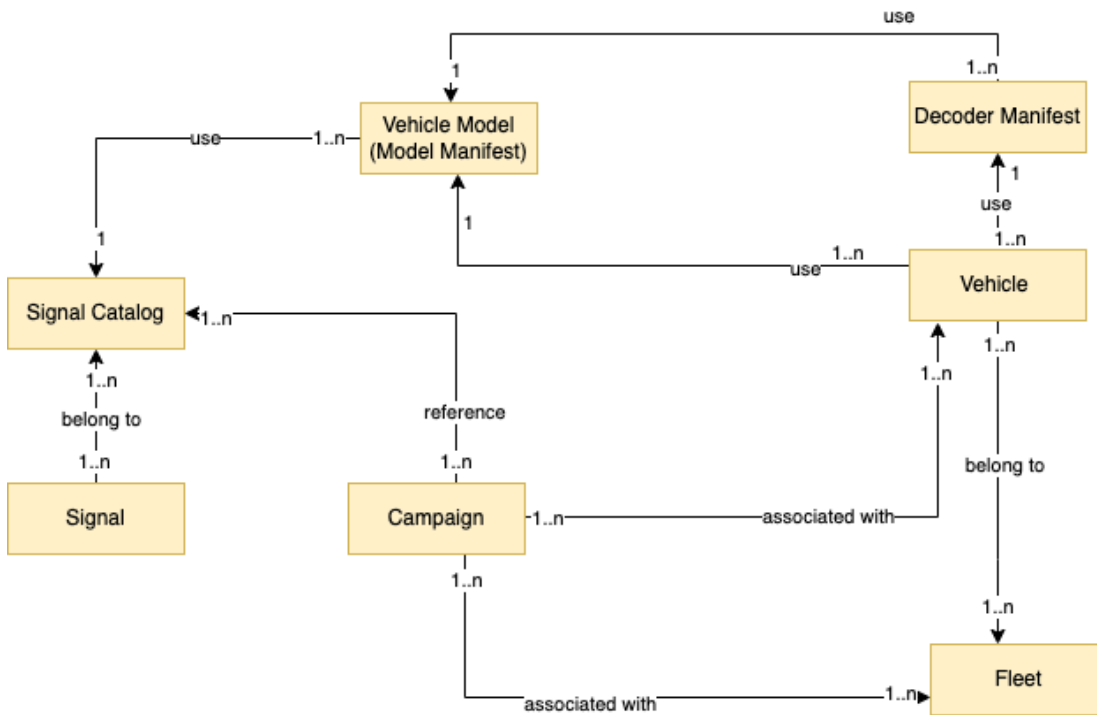 use
1..n
1
Decoder Manifest
Vehicle Model
(Model Manifest)
1..n
use
1
use
1..n
1
1
1..n
use
Vehicle
Signal Catalog
1..n
1..n
1..n
1..n
belong to
reference
1..n
1..n
belong to
Signal
Campaign
1..n
associated with
1..n
1..n
Fleet
1..n
associated with